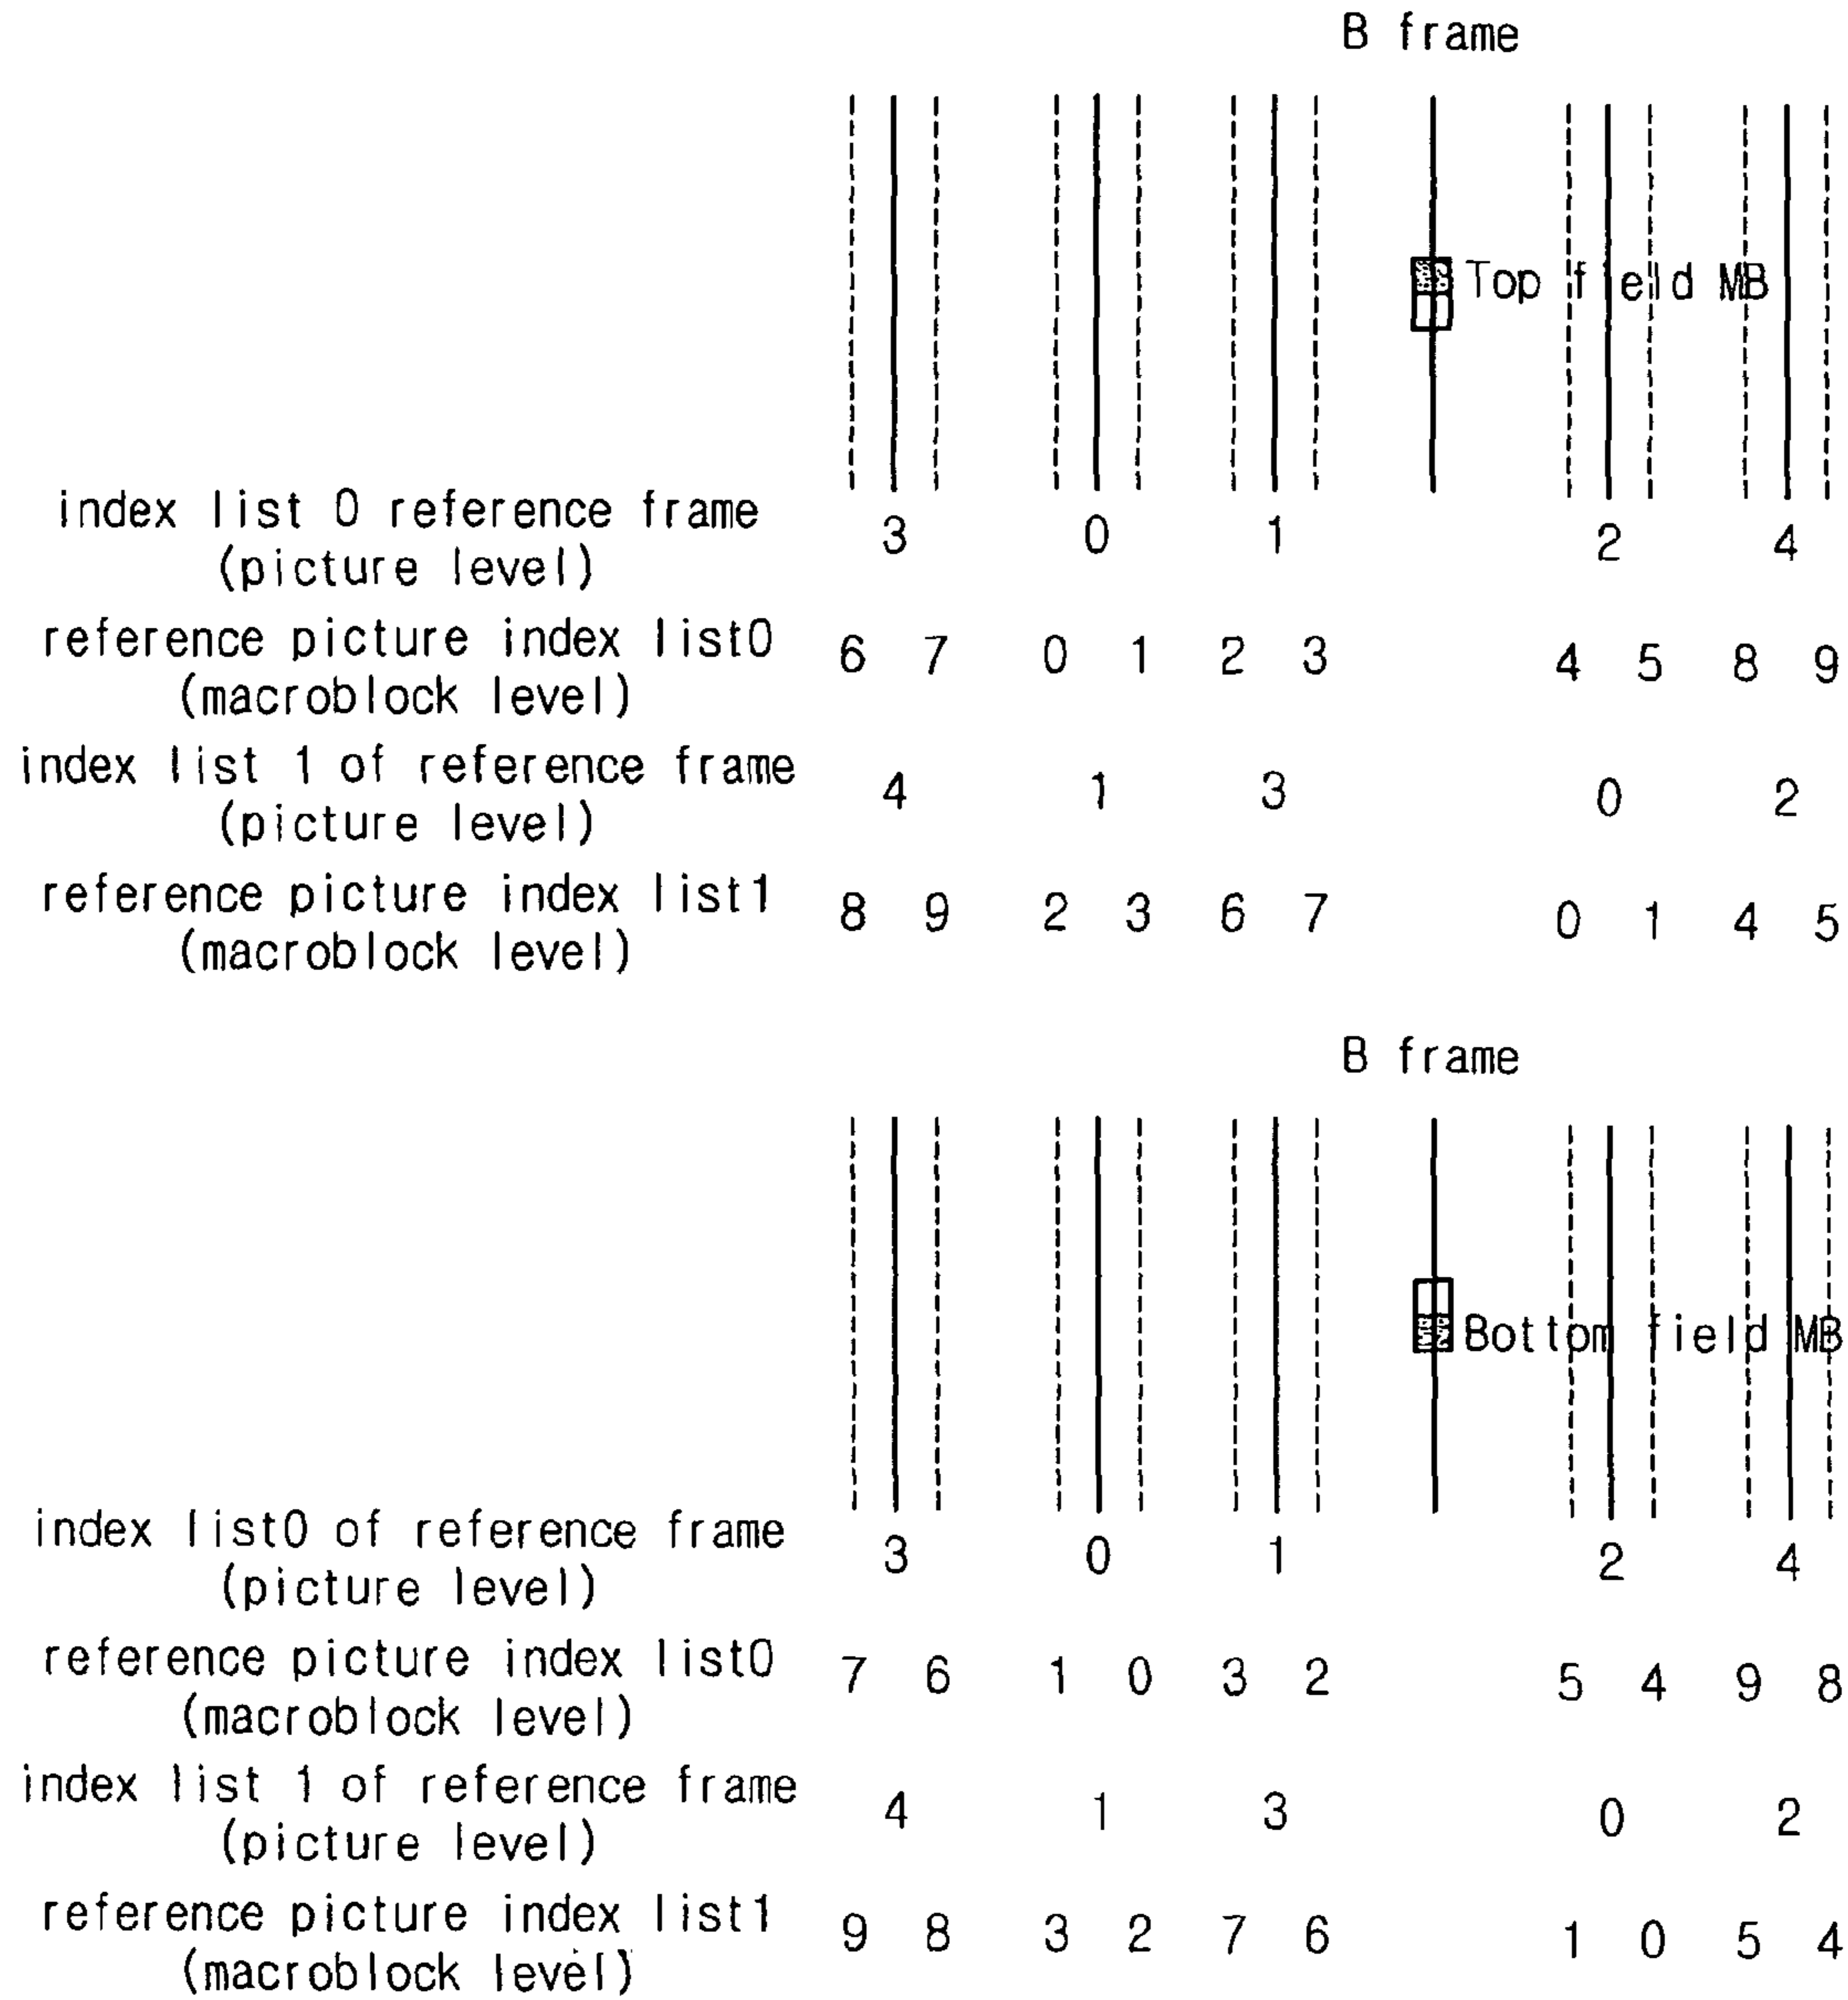 B frame
Top field MB
index list 0 reference frame 3 0 1 2 4
(picture level)
reference picture index list0 6 7 0 1 2 3 4 5 8 9
(macroblock level)
index list 1 of reference frame 4 1 3 0 2
(picture level)
reference picture index list1 8 9 2 3 6 7 0 1 4 5
(macroblock level)
B frame
Bottom field MB
index list0 of reference frame 3 0 1 2 4
(picture level)
reference picture index list0 7 6 1 0 3 2 5 4 9 8
(macroblock level)
index list 1 of reference frame 4 1 3 0 2
(picture level)
reference picture index list1 9 8 3 2 7 6 1 0 5 4
(macroblock level)